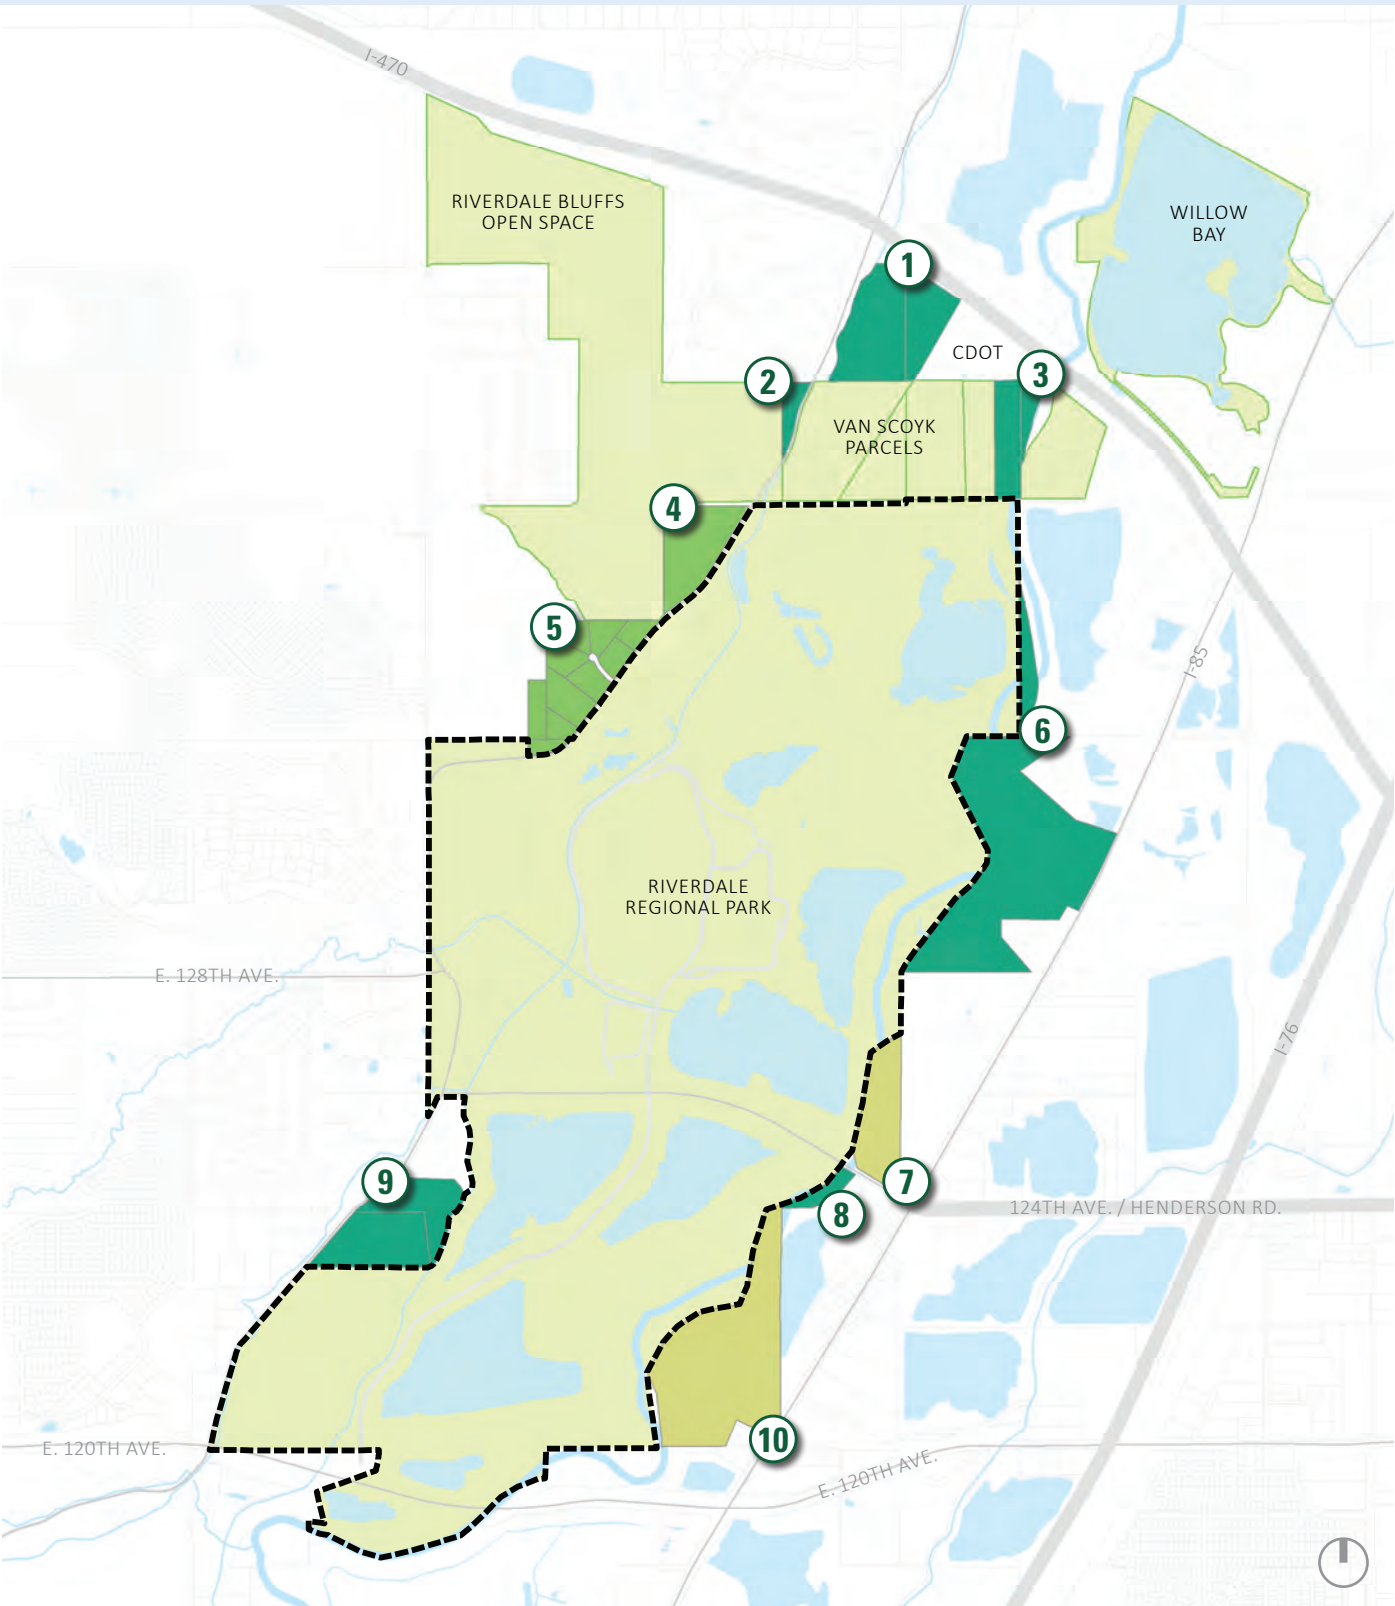 I-470
RIVERDALE BLUFFS
OPEN SPACE
WILLOW
BAY
1
CDOT
2
3
VAN SCOYK
PARCELS
4
5
I-85
6
RIVERDALE
REGIONAL PARK
E. 128TH AVE.
I-76
9
7
8
124TH AVE. / HENDERSON RD.
10
E. 120TH AVE.
E. 120TH AVE.